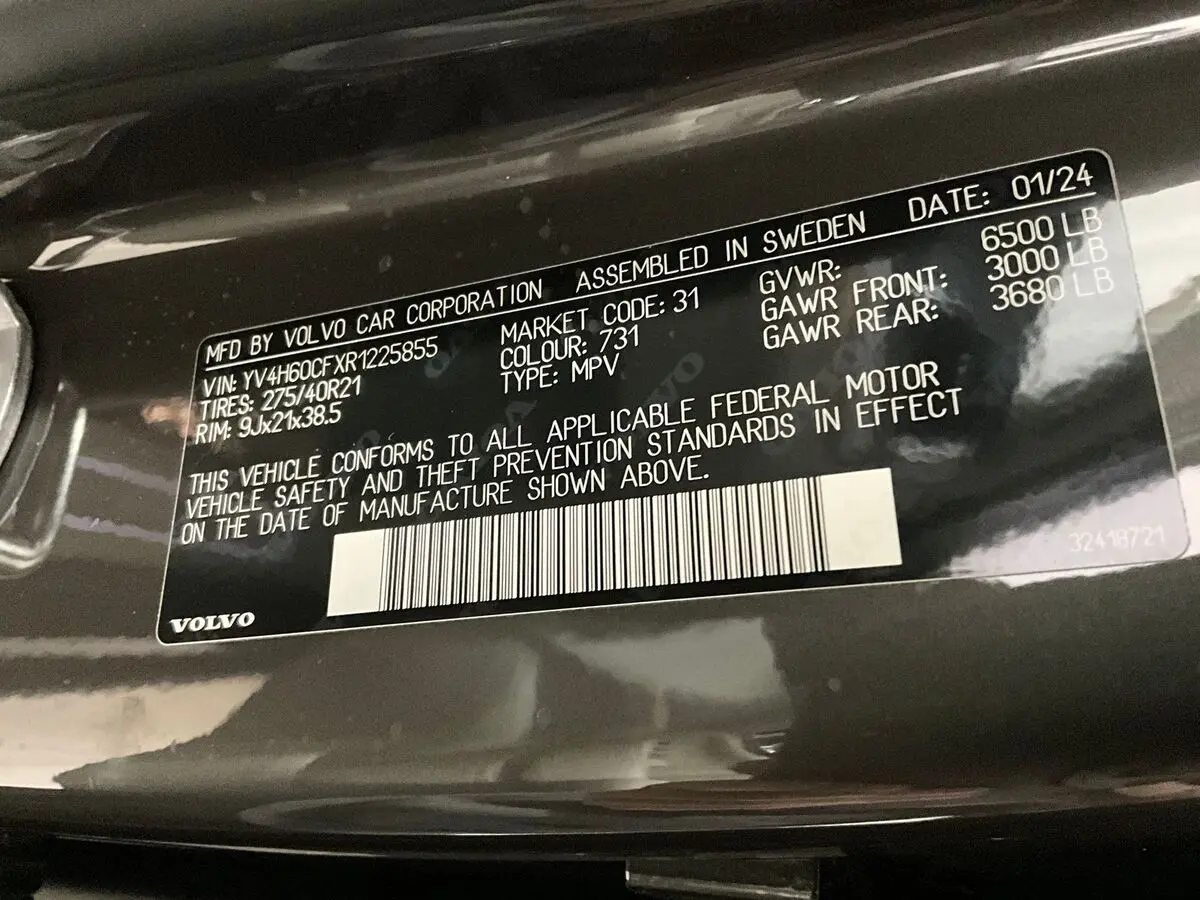 MFD BY VOLVO CAR CORPORATION ASSEMBLED IN SWEDEN DATE: 01/24
VIN: YV4H60CFXR1225855 MARKET CODE: 31 GVWR: 6500 LB
TIRES: 275/40R21 COLOUR: 731 GAWR FRONT: 3000 LB
RIM: 9Jx21x38.5 TYPE: MPV GAWR REAR: 3680 LB
THIS VEHICLE CONFORMS TO ALL APPLICABLE FEDERAL MOTOR
VEHICLE SAFETY AND THEFT PREVENTION STANDARDS IN EFFECT
ON THE DATE OF MANUFACTURE SHOWN ABOVE.
32418721
VOLVO